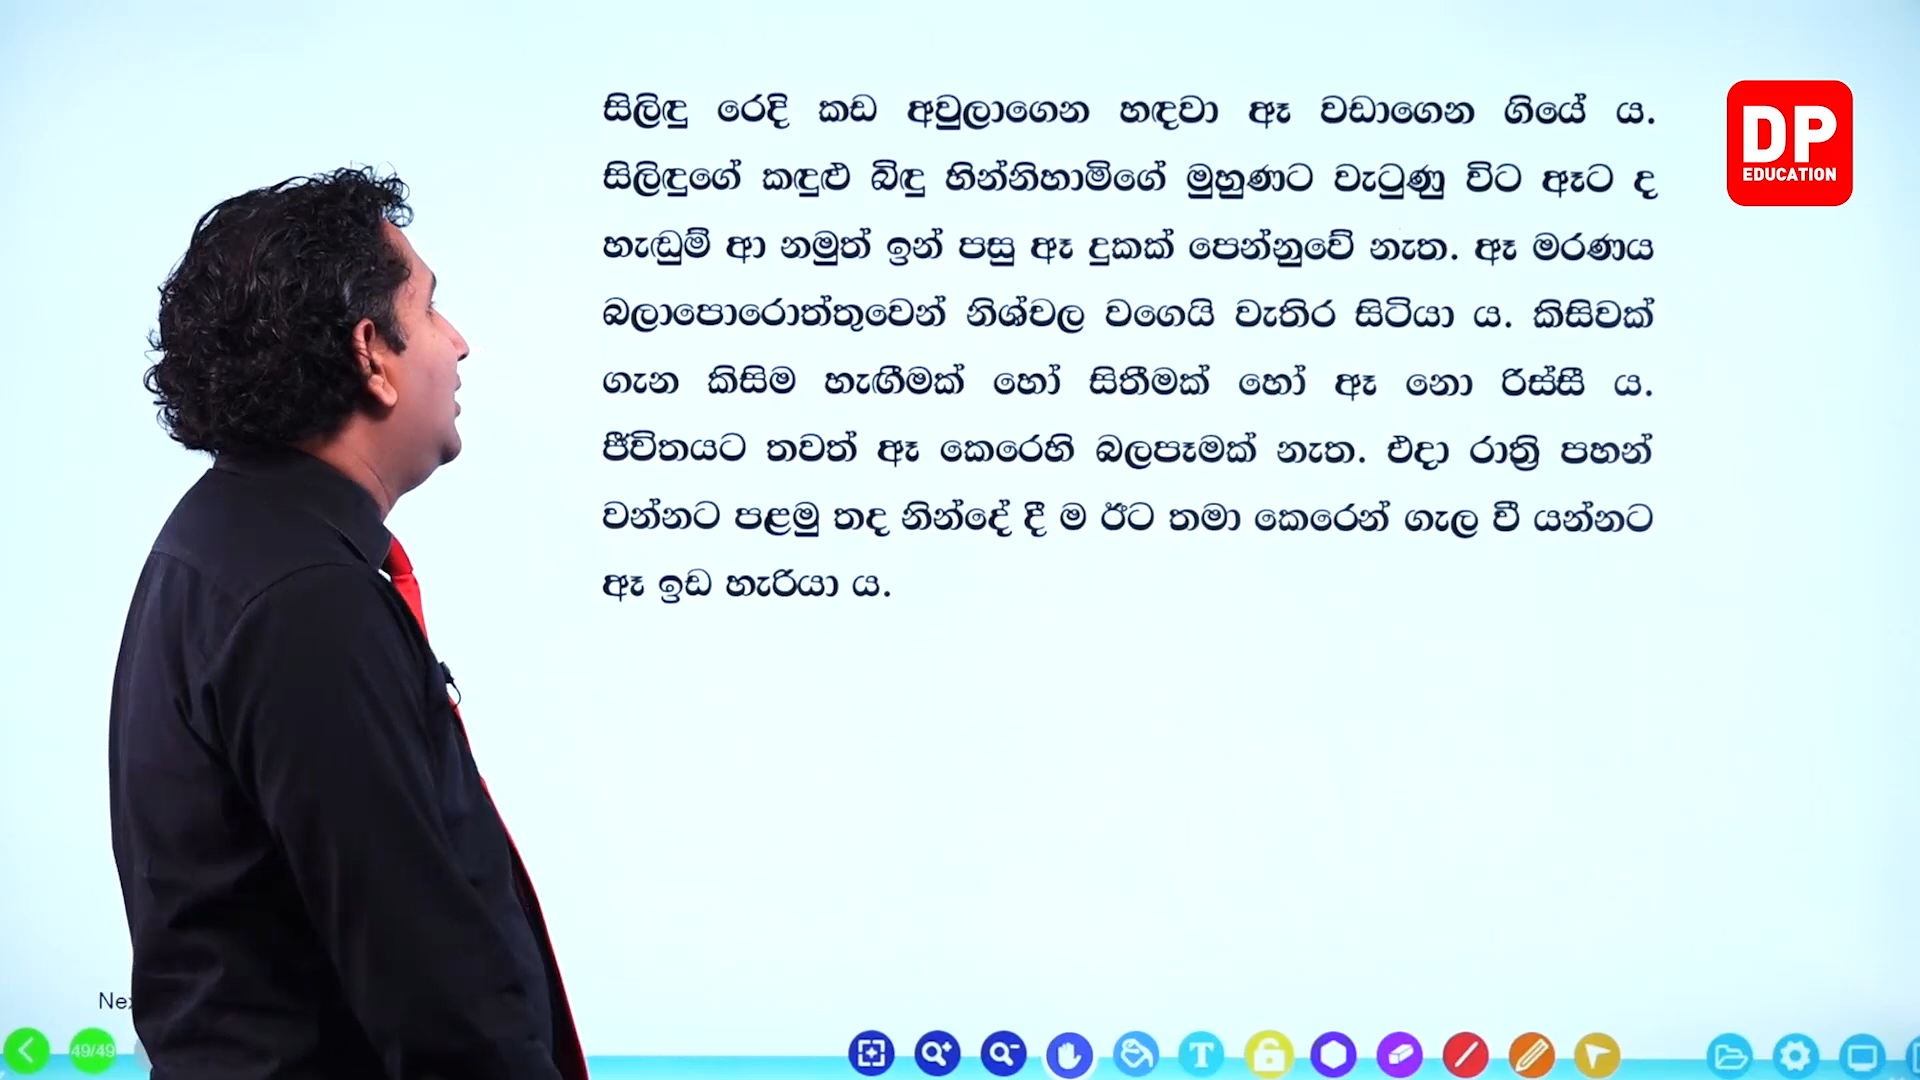 සිලිඳු රෙදි කඩ අවුලාගෙන හඳවා ඈ වඩාගෙන ගියේ ය.
සිලිඳුගේ කඳුළු බිඳු හින්නිහාමිගේ මුහුණට වැටුණු විට ඈට ද
හැඬුම් ආ නමුත් ඉන් පසු ඈ දුකක් පෙන්නුවේ නැත. ඈ මරණය
බලාපොරොත්තුවෙන් නිශ්චල වගෙයි වැතිර සිටියා ය. කිසිවක්
ගැන කිසිම හැඟීමක් හෝ සිතීමක් හෝ ඈ නො රිස්සී ය.
ජීවිතයට තවත් ඈ කෙරෙහි බලපෑමක් නැත. එදා රාත්‍රි පහන්
වන්නට පළමු තද නින්දේ දී ම ඊට තමා කෙරෙන් ගැල වී යන්නට
ඈ ඉඩ හැරියා ය.
DP
EDUCATION
49/49